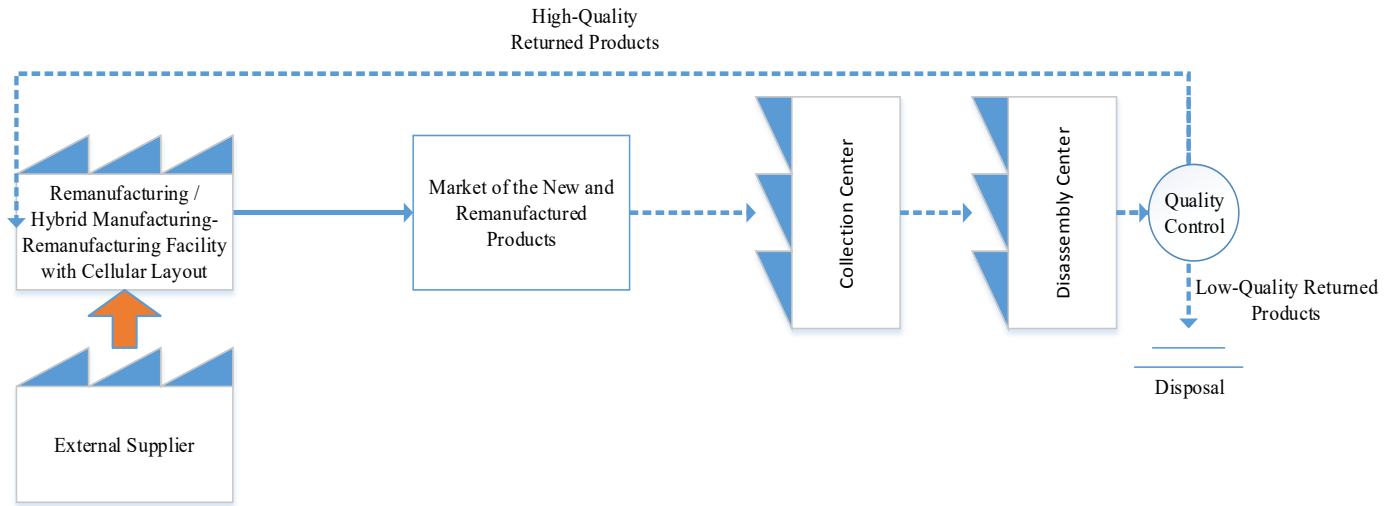 High-Quality
Returned Products
Remanufacturing /
Hybrid Manufacturing-
Remanufacturing Facility
with Cellular Layout
Market of the New and
Remanufactured
Products
Collection Center
Disassembly Center
Quality
Control
Low-Quality Returned
Products
Disposal
External Supplier